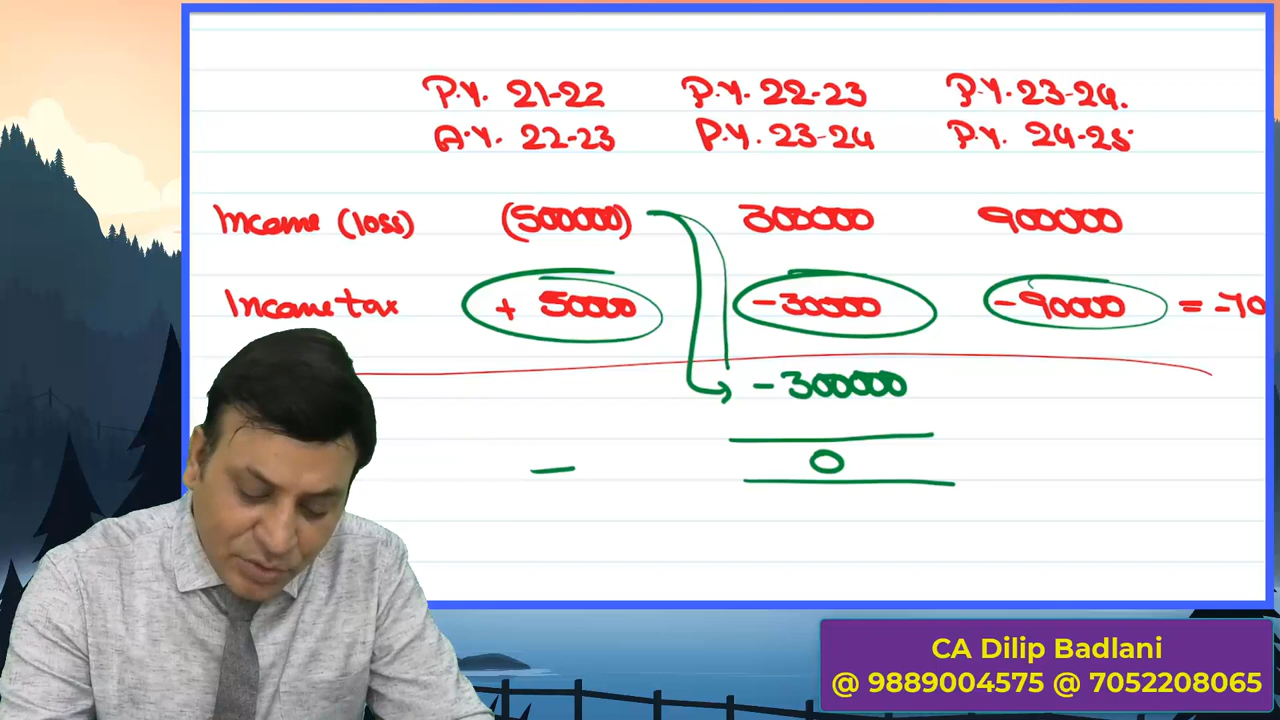 P.Y. 21-22 P.Y. 22-23 P.Y. 23-24.
A.Y. 22-23 P.Y. 23-24 P.Y. 24-25
Income (loss) (500000) 300000 900000
Income tax + 50000 -30000 -90000 = -70
-300000
— 0
CA Dilip Badlani
@ 9889004575 @ 7052208065